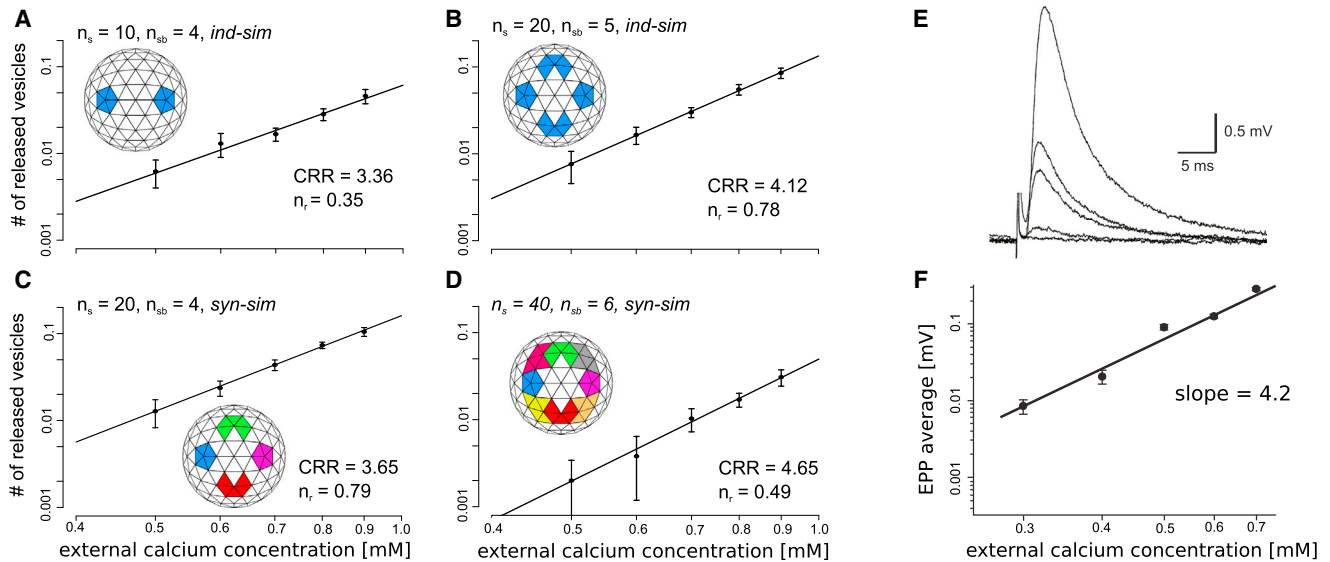 A
n_s = 10, n_sb = 4, ind-sim
# of released vesicles
0.1
0.01
0.001
CRR = 3.36
n_r = 0.35
B
n_s = 20, n_sb = 5, ind-sim
0.1
0.01
0.001
CRR = 4.12
n_r = 0.78
C
n_s = 20, n_sb = 4, syn-sim
# of released vesicles
0.1
0.01
0.001
CRR = 3.65
n_r = 0.79
0.4 0.5 0.6 0.7 0.8 0.9 1.0
external calcium concentration [mM]
D
n_s = 40, n_sb = 6, syn-sim
0.1
0.01
0.001
CRR = 4.65
n_r = 0.49
0.4 0.5 0.6 0.7 0.8 0.9 1.0
external calcium concentration [mM]
E
0.5 mV
5 ms
F
EPP average [mV]
0.1
0.01
0.001
slope = 4.2
0.3 0.4 0.5 0.6 0.7
external calcium concentration [mM]